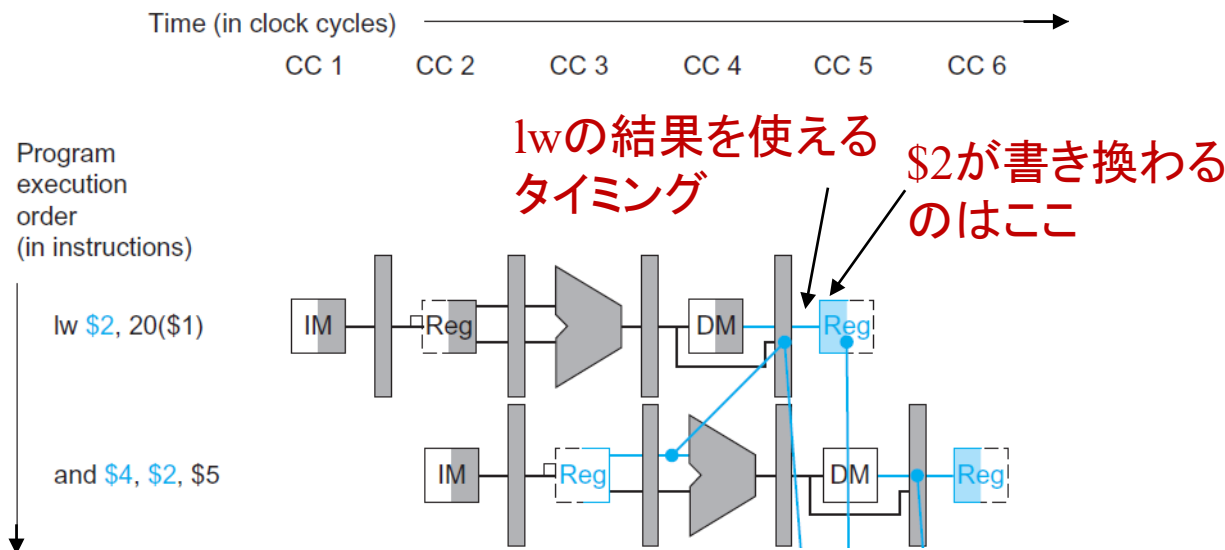 Time (in clock cycles)
CC 1 CC 2 CC 3 CC 4 CC 5 CC 6
lwの結果を使える
タイミング
$2が書き換わる
のはここ
Program
execution
order
(in instructions)
lw $2, 20($1)
IM Reg DM Reg
and $4, $2, $5
IM Reg DM Reg